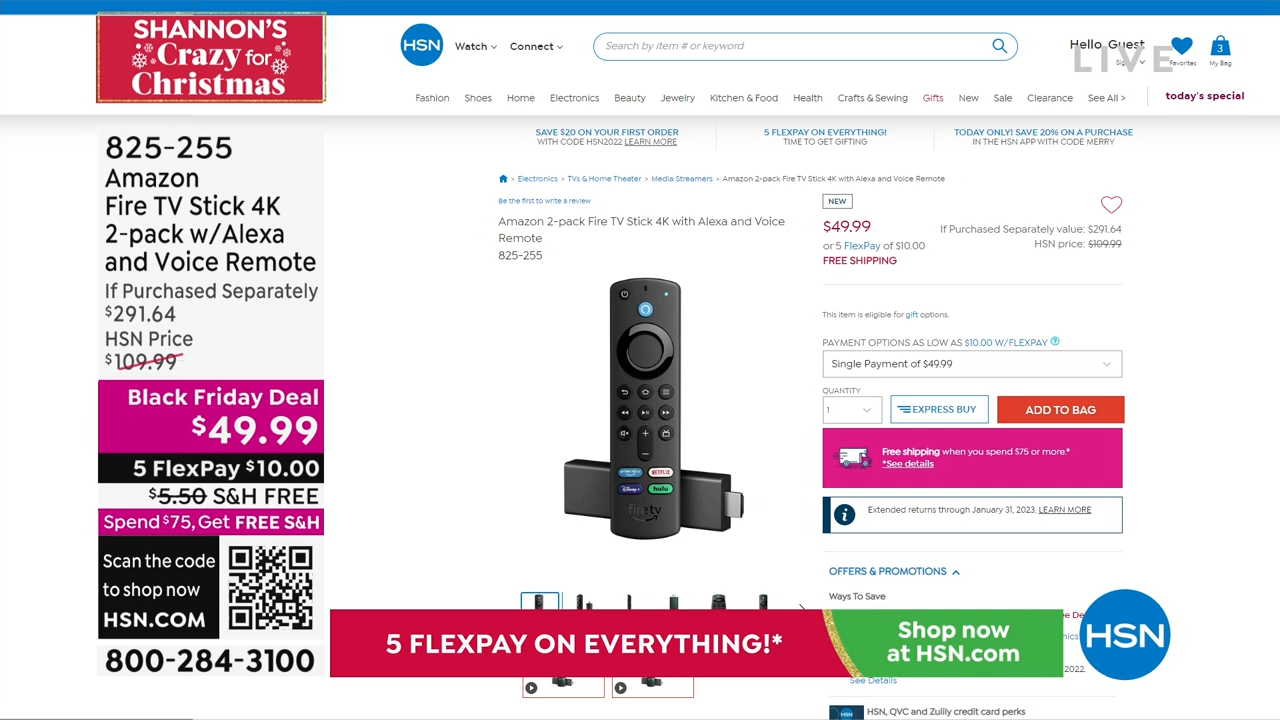 SHANNON'S
Crazy for
Christmas
HSN
Watch
Connect
Search by item # or keyword
Hello, Guest
LIVE
Favorites
3
My Bag
Fashion
Shoes
Home
Electronics
Beauty
Jewelry
Kitchen & Food
Health
Crafts & Sewing
Gifts
New
Sale
Clearance
See All >
today's special
SAVE $20 ON YOUR FIRST ORDER
WITH CODE HSN2022 LEARN MORE
5 FLEXPAY ON EVERYTHING!
TIME TO GET GIFTING
TODAY ONLY! SAVE 20% ON A PURCHASE
IN THE HSN APP WITH CODE MERRY
825-255
Amazon
Fire TV Stick 4K
2-pack w/Alexa
and Voice Remote
If Purchased Separately
$291.64
HSN Price
$109.99
Black Friday Deal
$49.99
5 FlexPay $10.00
$5.50 S&H FREE
Spend $75, Get FREE S&H
Scan the code
to shop now
HSN.COM
800-284-3100
> Electronics > TVs & Home Theater > Media Streamers > Amazon 2-pack Fire TV Stick 4K with Alexa and Voice Remote
Be the first to write a review
Amazon 2-pack Fire TV Stick 4K with Alexa and Voice
Remote
825-255
NETFLIX
Disney+
hulu
fire tv
NEW
$49.99
If Purchased Separately value: $291.64
or 5 FlexPay of $10.00
HSN price: $109.99
FREE SHIPPING
This item is eligible for gift options.
PAYMENT OPTIONS AS LOW AS $10.00 W/FLEXPAY
Single Payment of $49.99
QUANTITY
1
EXPRESS BUY
ADD TO BAG
Free shipping when you spend $75 or more.*
*See details
Extended returns through January 31, 2023. LEARN MORE
OFFERS & PROMOTIONS
Ways To Save
5 FLEXPAY ON EVERYTHING!*
Shop now
at HSN.com
HSN
2022.
See Details
HSN
HSN, QVC and Zulily credit card perks